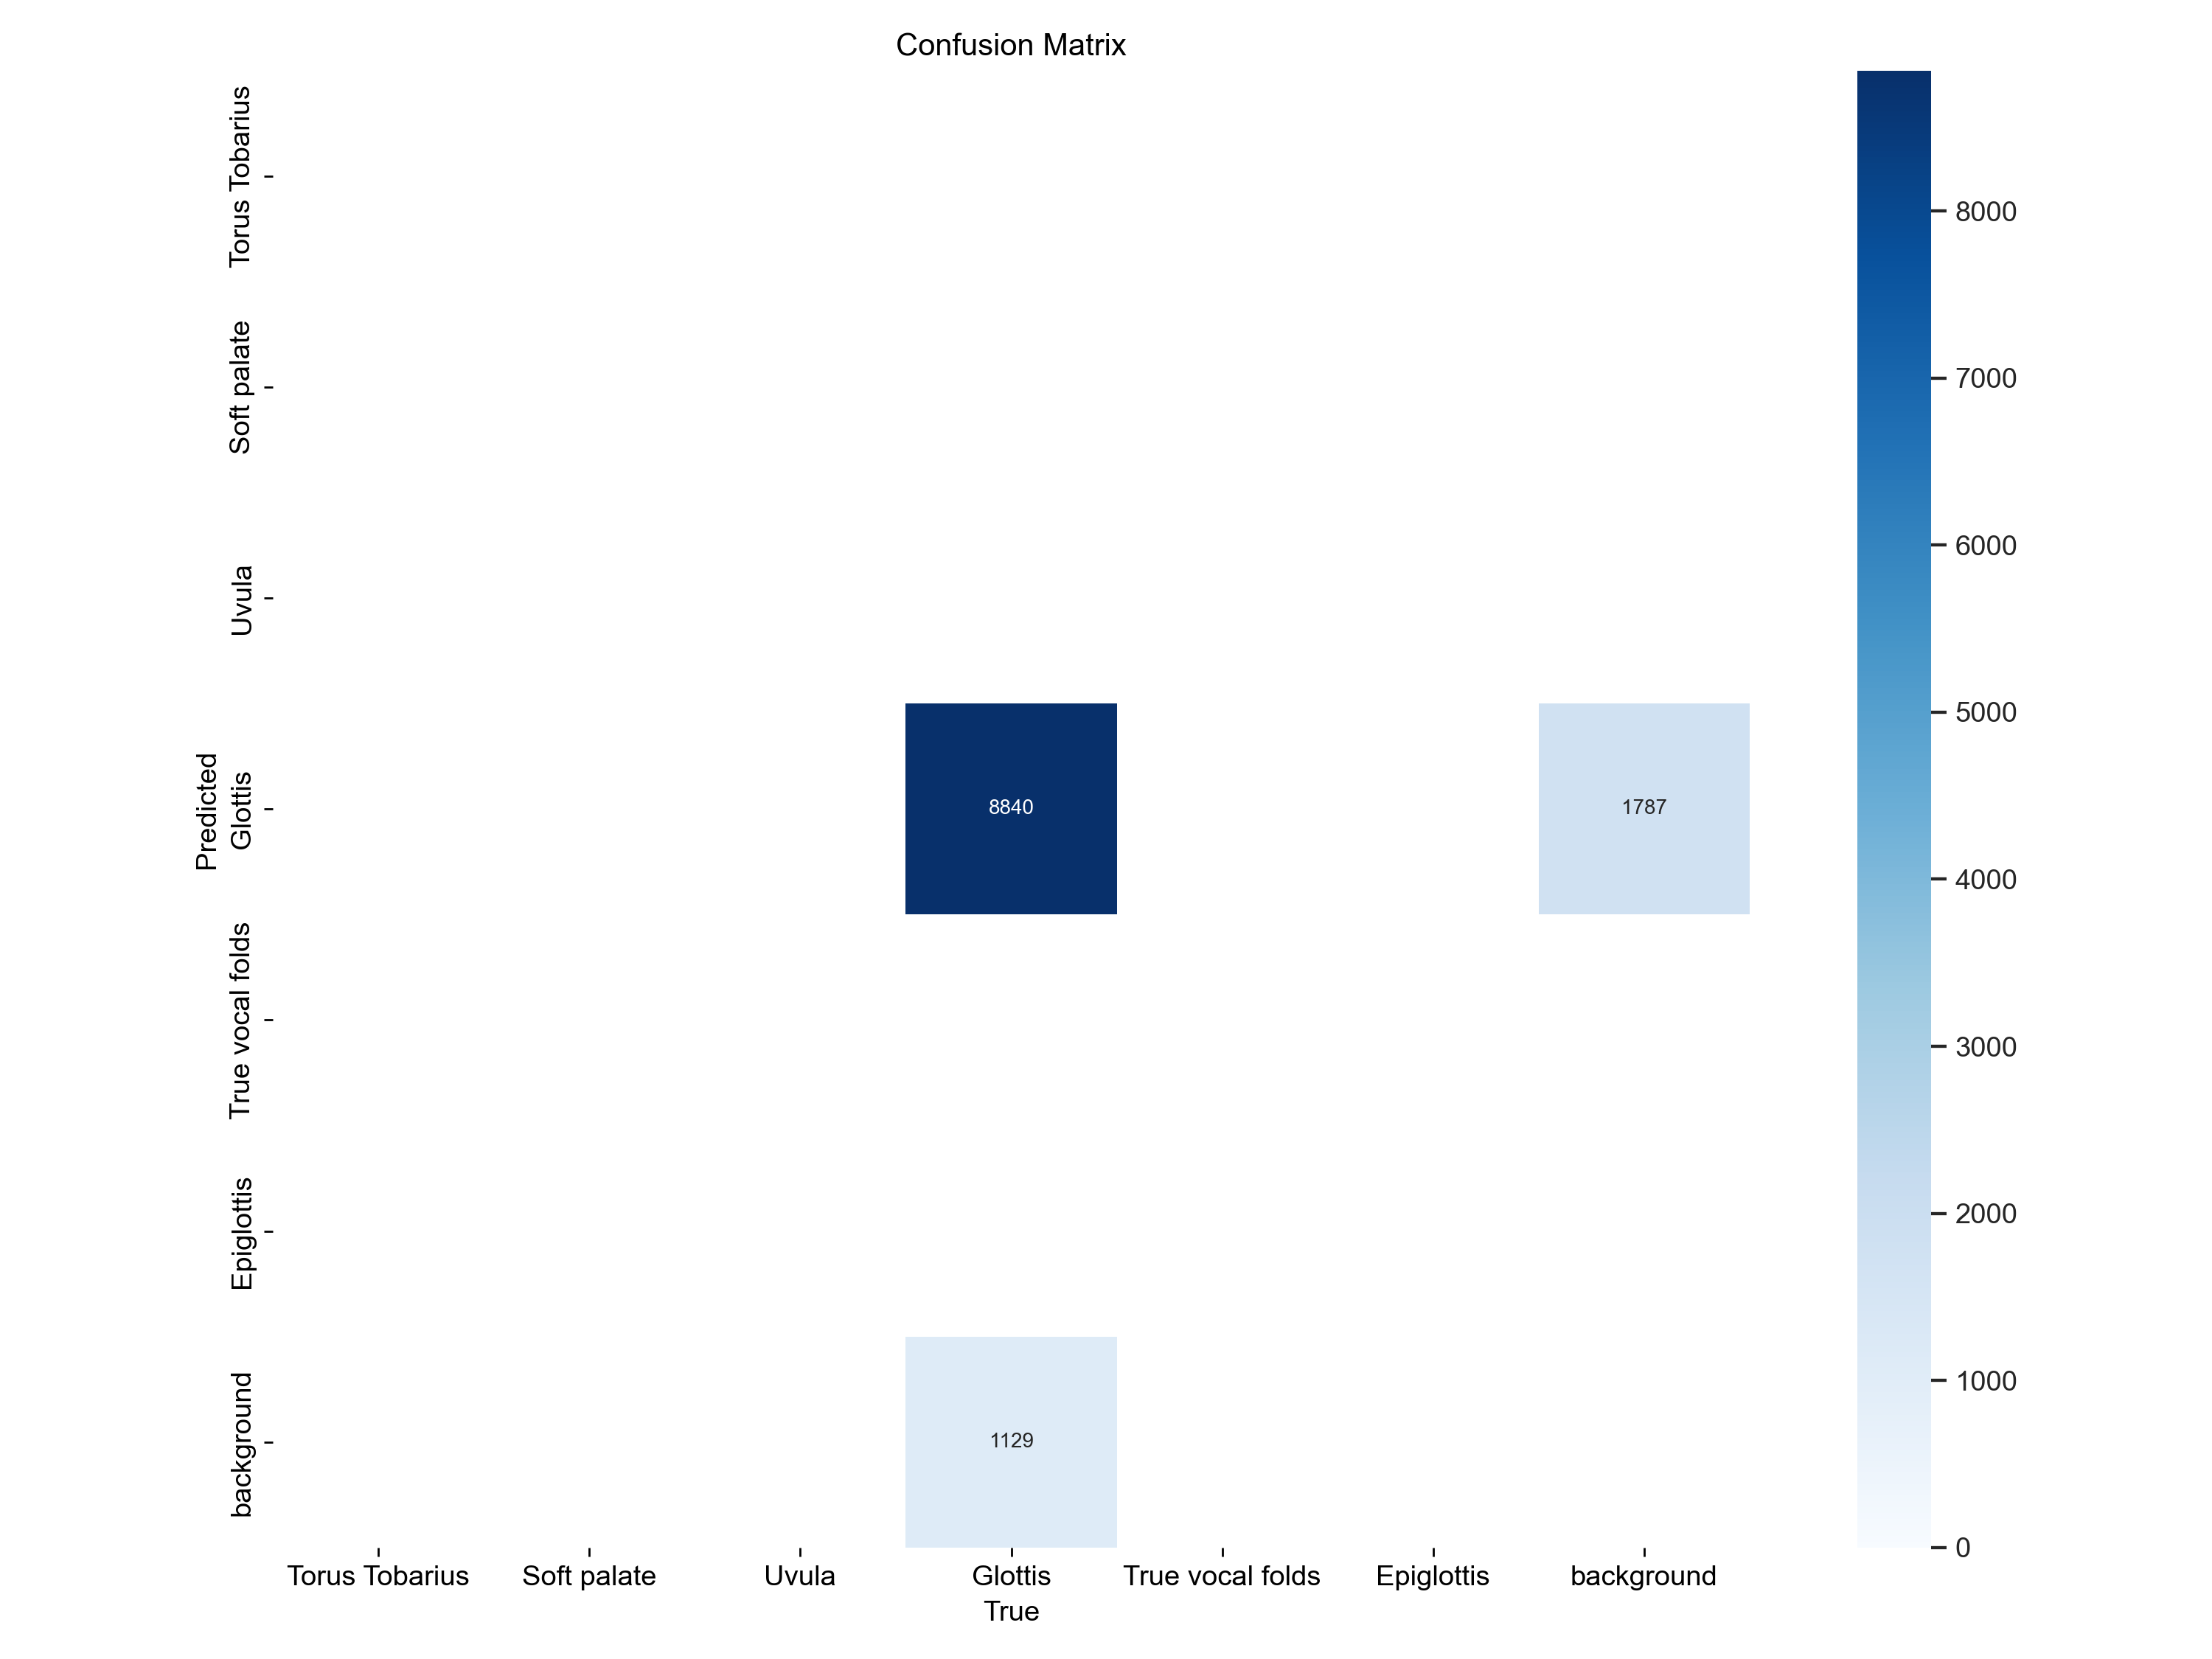 Confusion Matrix
Torus Tobarius
Soft palate
Uvula
Predicted
Glottis
True vocal folds
Epiglottis
background
8840
1787
1129
Torus Tobarius
Soft palate
Uvula
Glottis
True vocal folds
Epiglottis
background
True
8000
7000
6000
5000
4000
3000
2000
1000
0